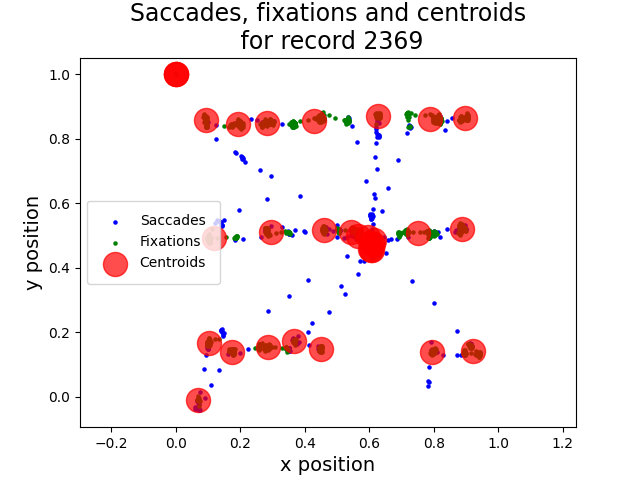 Saccades, fixations and centroids
for record 2369
y position
1.0
0.8
0.6
0.4
0.2
0.0
Saccades
Fixations
Centroids
−0.2
0.0
0.2
0.4
0.6
0.8
1.0
1.2
x position